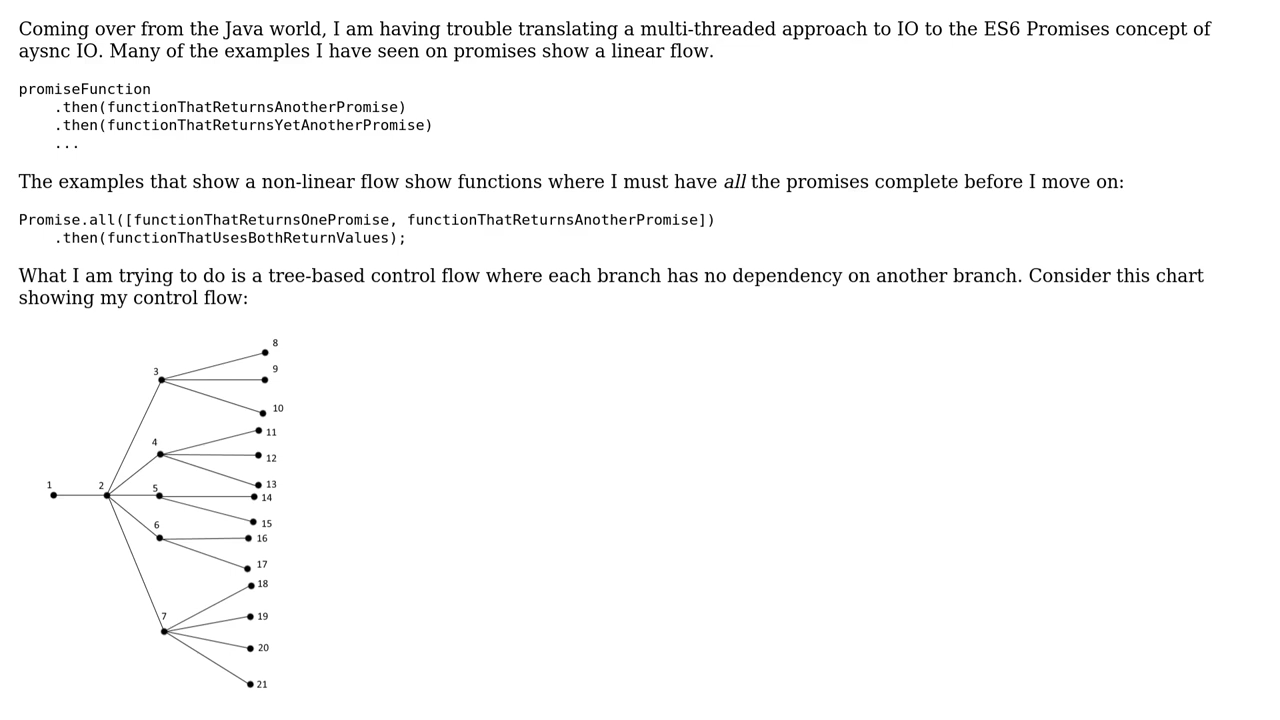 Coming over from the Java world, I am having trouble translating a multi-threaded approach to IO to the ES6 Promises concept of
aysnc IO. Many of the examples I have seen on promises show a linear flow.
promiseFunction
    .then(functionThatReturnsAnotherPromise)
    .then(functionThatReturnsYetAnotherPromise)
    ...
The examples that show a non-linear flow show functions where I must have all the promises complete before I move on:
Promise.all([functionThatReturnsOnePromise, functionThatReturnsAnotherPromise])
    .then(functionThatUsesBothReturnValues);
What I am trying to do is a tree-based control flow where each branch has no dependency on another branch. Consider this chart
showing my control flow:
8
3
9
10
11
4
12
13
1
2
5
14
15
6
16
17
18
7
19
20
21